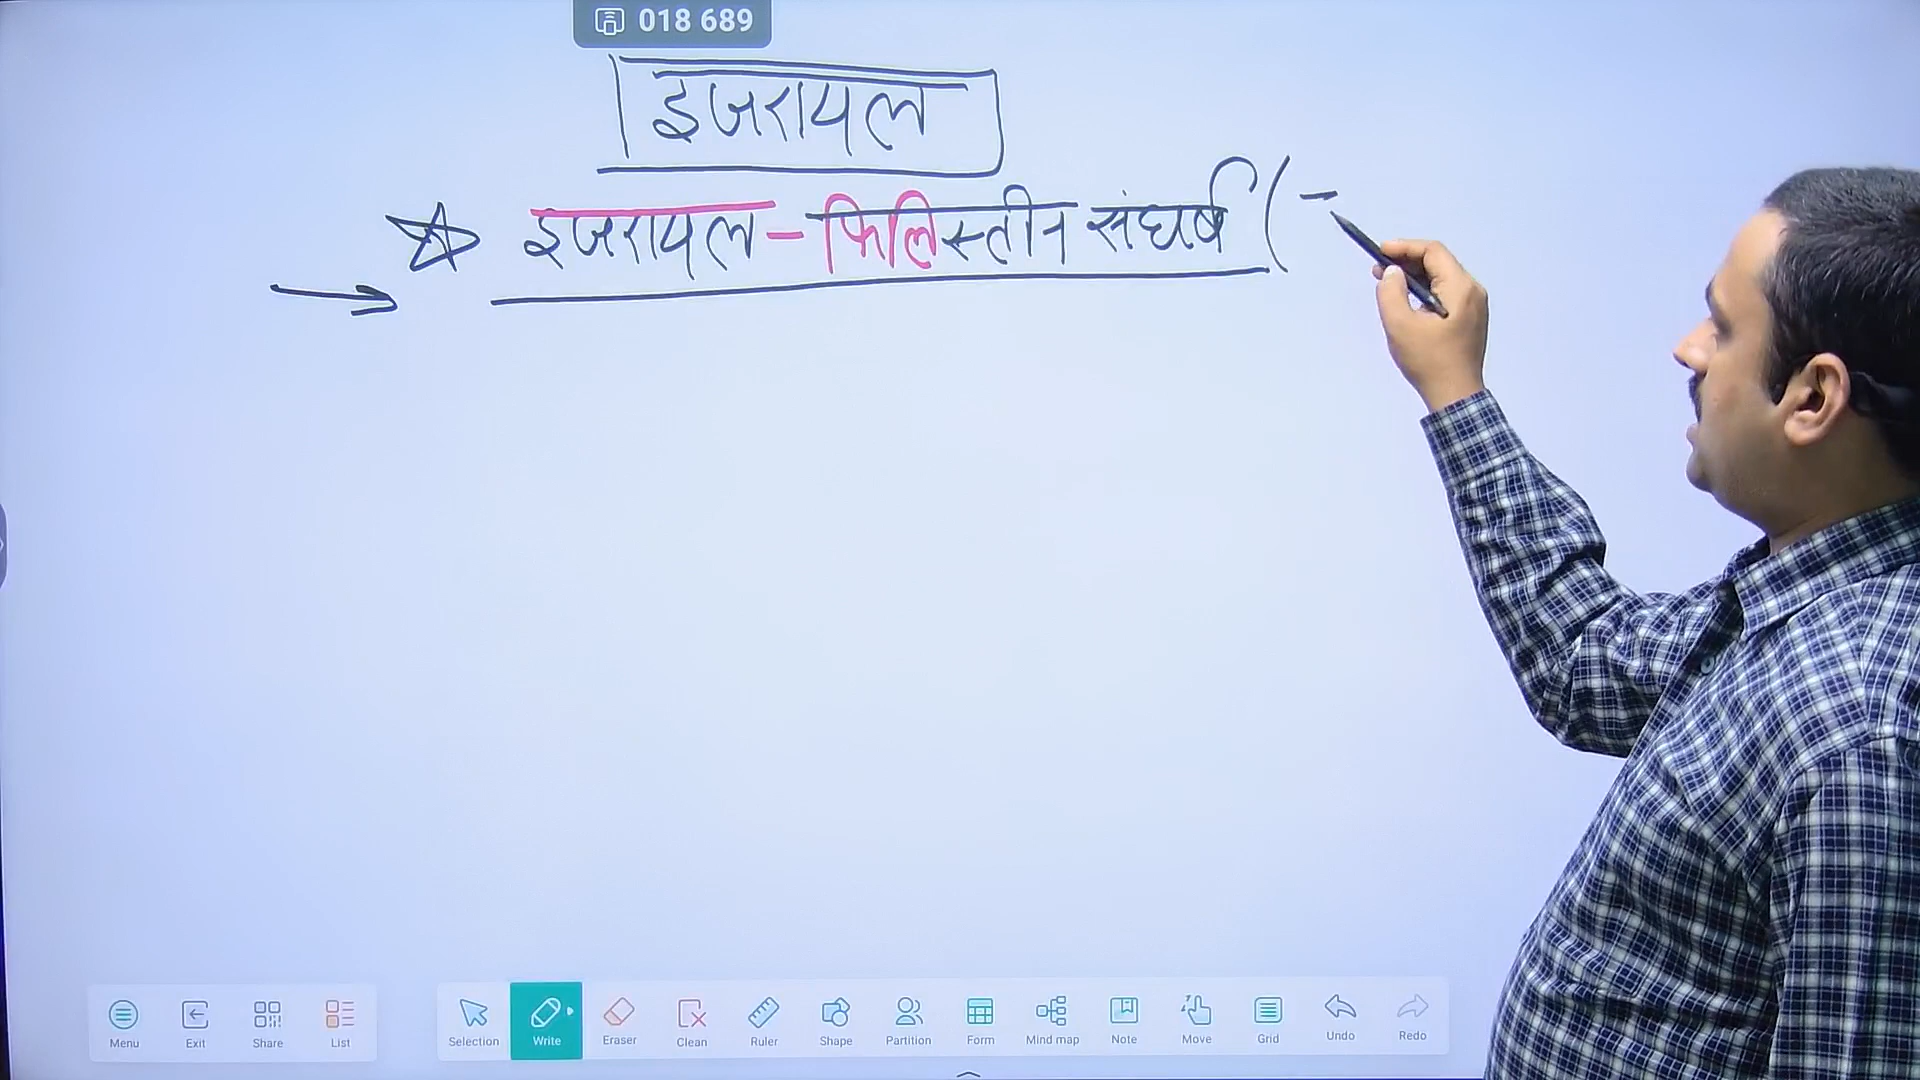 018 689
इजरायल
इजरायल - फिलिस्तीन संघर्ष (
Menu Exit Share List Selection Write Eraser Clean Ruler Shape Partition Form Mind map Note Move Grid Undo Redo